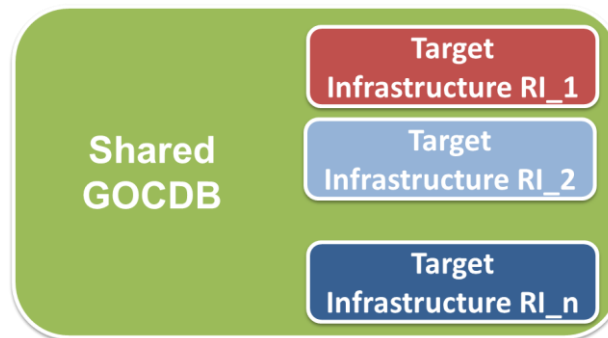 Shared
GOCDB
Target
Infrastructure RI_1
Target
Infrastructure RI_2
Target
Infrastructure RI_n